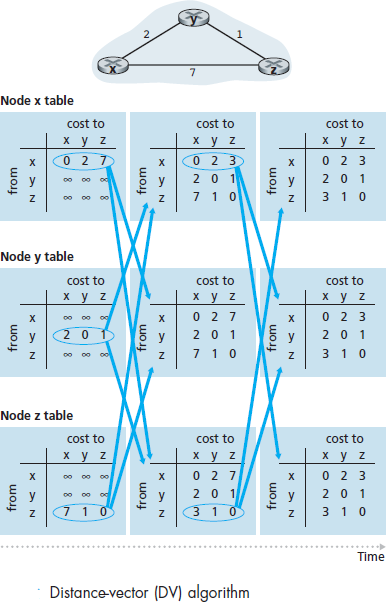 y
2 1
x 7 z
Node x table
cost to cost to cost to
x y z x y z x y z
from x 0 2 7 from x 0 2 3 from x 0 2 3
y ∞ ∞ ∞ y 2 0 1 y 2 0 1
z ∞ ∞ ∞ z 7 1 0 z 3 1 0
Node y table
cost to cost to cost to
x y z x y z x y z
from x ∞ ∞ ∞ from x 0 2 7 from x 0 2 3
y 2 0 1 y 2 0 1 y 2 0 1
z ∞ ∞ ∞ z 7 1 0 z 3 1 0
Node z table
cost to cost to cost to
x y z x y z x y z
from x ∞ ∞ ∞ from x 0 2 7 from x 0 2 3
y ∞ ∞ ∞ y 2 0 1 y 2 0 1
z 7 1 0 z 3 1 0 z 3 1 0
Time
Distance-vector (DV) algorithm